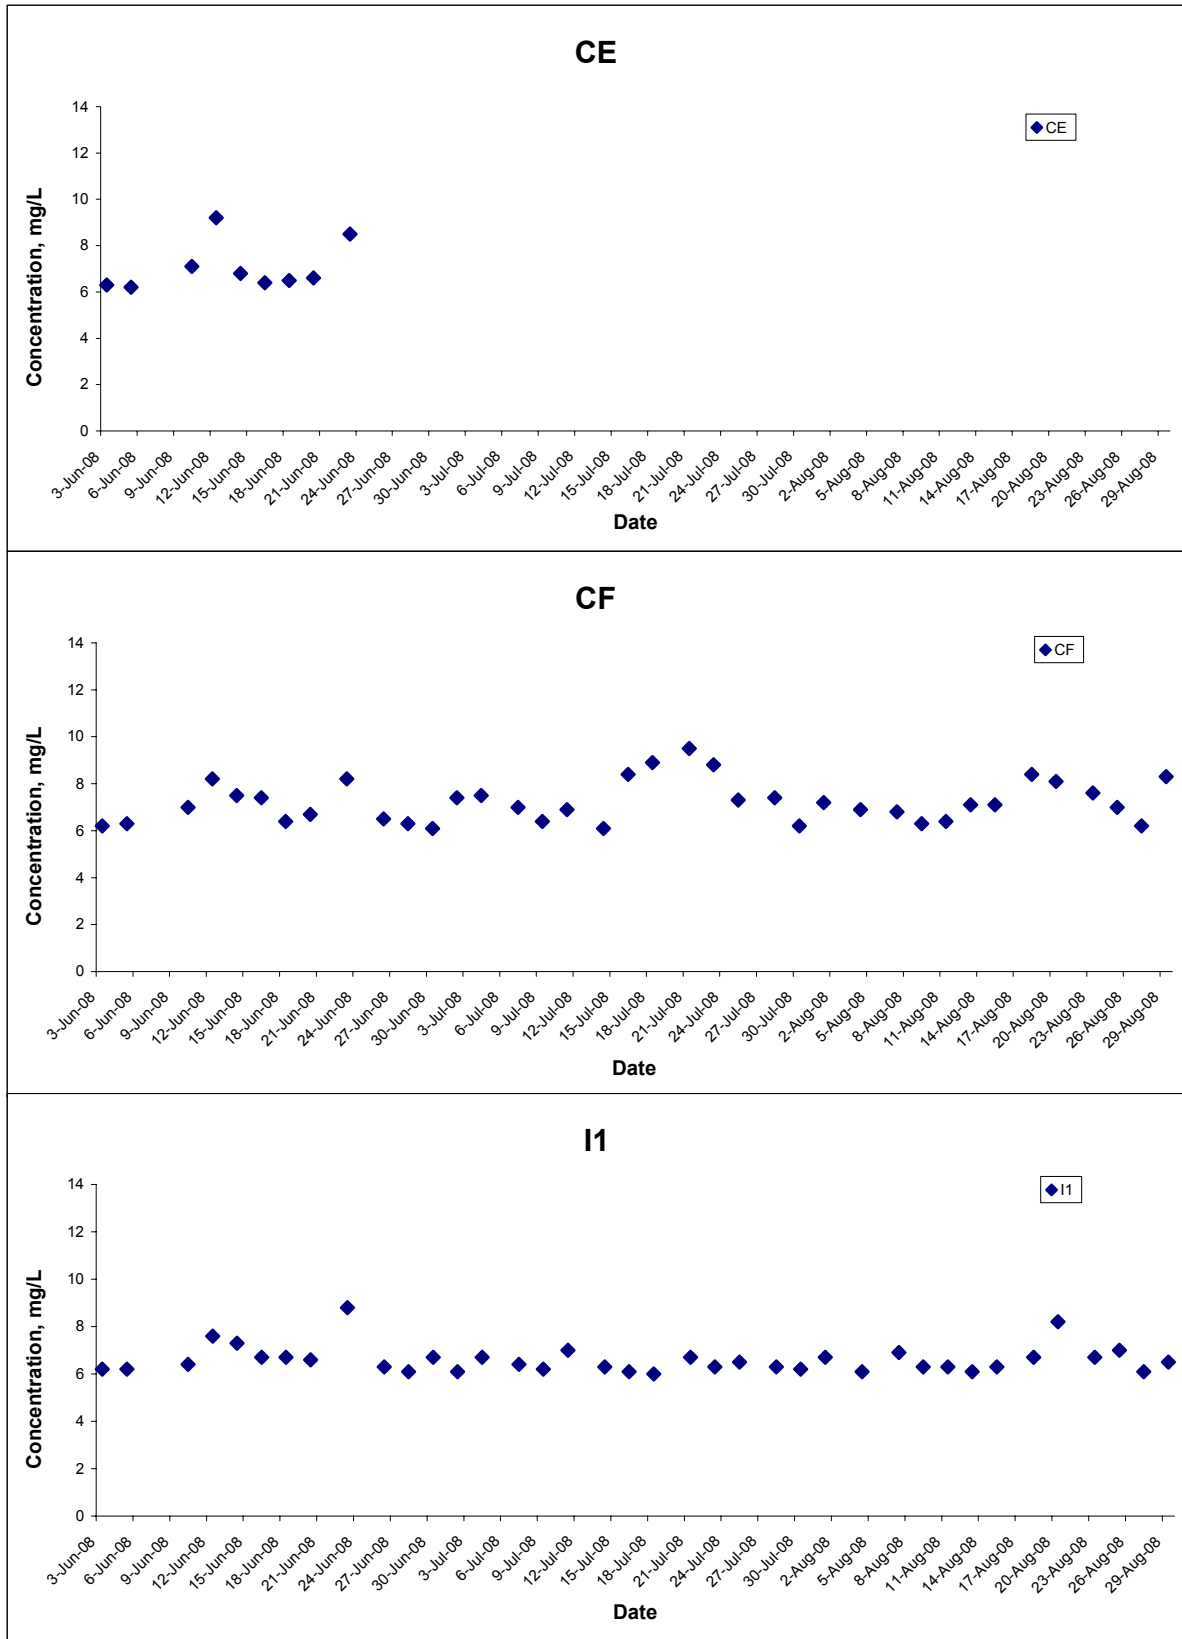 CE
CE
14
12
10
8
6
4
2
0
Concentration, mg/L
3-Jun-08 6-Jun-08 9-Jun-08 12-Jun-08 15-Jun-08 18-Jun-08 21-Jun-08 24-Jun-08 27-Jun-08 30-Jun-08 3-Jul-08 6-Jul-08 9-Jul-08 12-Jul-08 15-Jul-08 18-Jul-08 21-Jul-08 24-Jul-08 27-Jul-08 30-Jul-08 2-Aug-08 5-Aug-08 8-Aug-08 11-Aug-08 14-Aug-08 17-Aug-08 20-Aug-08 23-Aug-08 26-Aug-08 29-Aug-08
Date
CF
CF
14
12
10
8
6
4
2
0
Concentration, mg/L
3-Jun-08 6-Jun-08 9-Jun-08 12-Jun-08 15-Jun-08 18-Jun-08 21-Jun-08 24-Jun-08 27-Jun-08 30-Jun-08 3-Jul-08 6-Jul-08 9-Jul-08 12-Jul-08 15-Jul-08 18-Jul-08 21-Jul-08 24-Jul-08 27-Jul-08 30-Jul-08 2-Aug-08 5-Aug-08 8-Aug-08 11-Aug-08 14-Aug-08 17-Aug-08 20-Aug-08 23-Aug-08 26-Aug-08 29-Aug-08
Date
I1
I1
14
12
10
8
6
4
2
0
Concentration, mg/L
3-Jun-08 6-Jun-08 9-Jun-08 12-Jun-08 15-Jun-08 18-Jun-08 21-Jun-08 24-Jun-08 27-Jun-08 30-Jun-08 3-Jul-08 6-Jul-08 9-Jul-08 12-Jul-08 15-Jul-08 18-Jul-08 21-Jul-08 24-Jul-08 27-Jul-08 30-Jul-08 2-Aug-08 5-Aug-08 8-Aug-08 11-Aug-08 14-Aug-08 17-Aug-08 20-Aug-08 23-Aug-08 26-Aug-08 29-Aug-08
Date